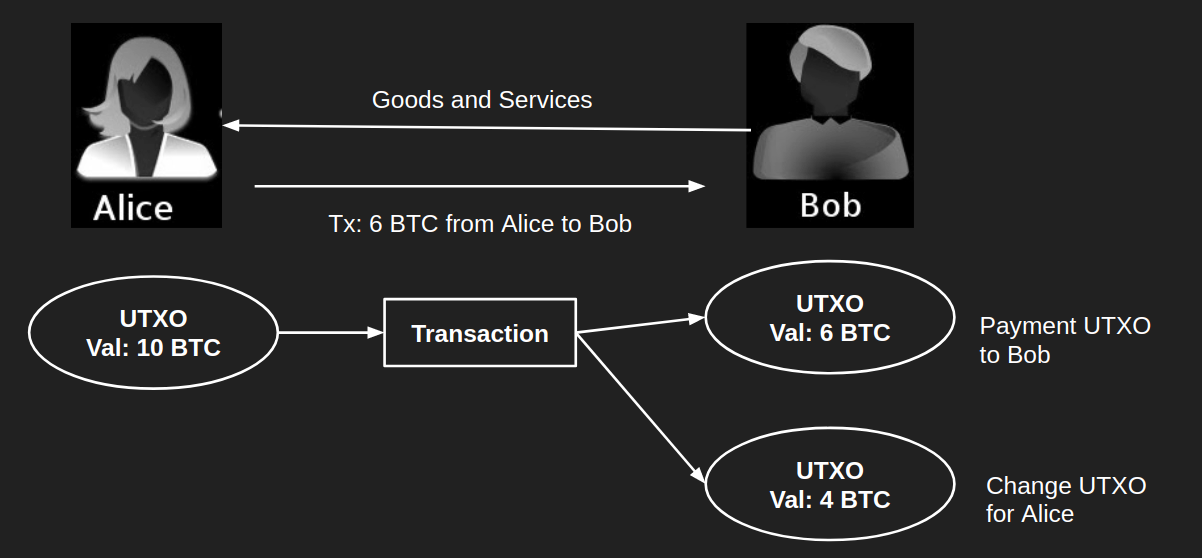 Goods and Services
Alice
Bob
Tx: 6 BTC from Alice to Bob
UTXO
Val: 10 BTC
Transaction
UTXO
Val: 6 BTC
Payment UTXO
to Bob
UTXO
Val: 4 BTC
Change UTXO
for Alice